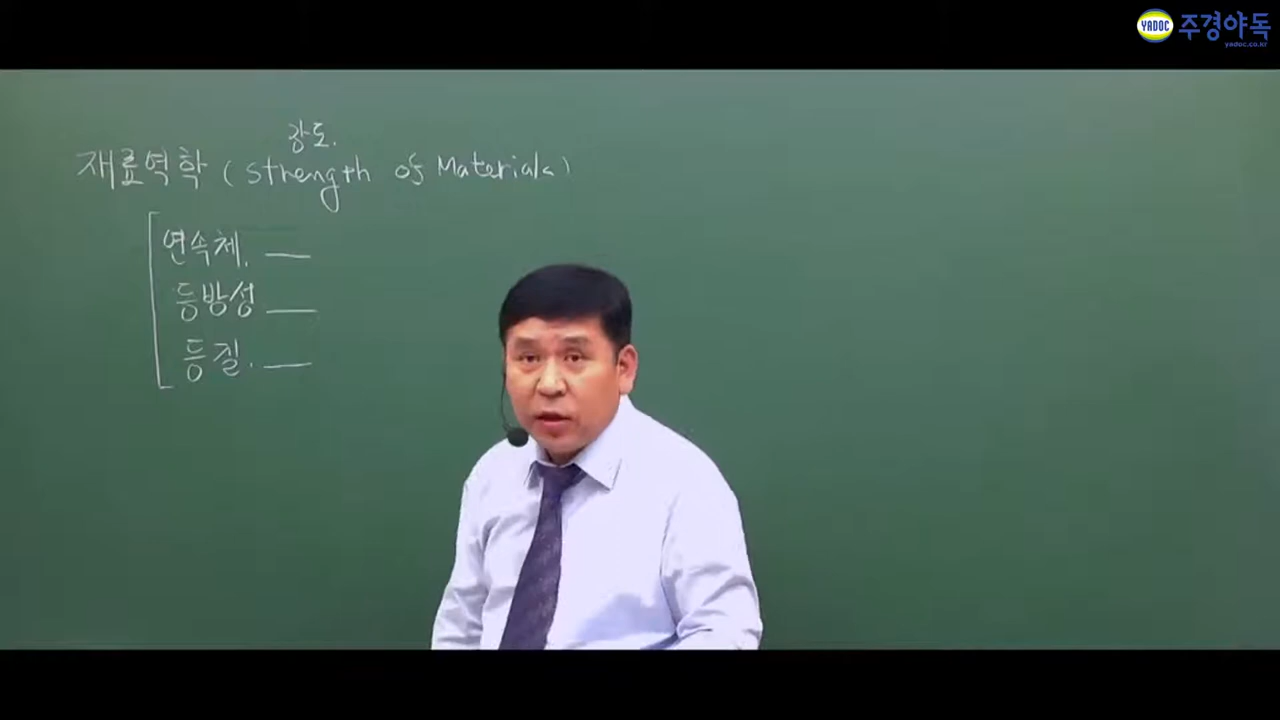 YADOC 주경야독
yadoc.co.kr
강도.
재료역학 (Strength of Materials)
연속체. —
등방성 —
등질. —